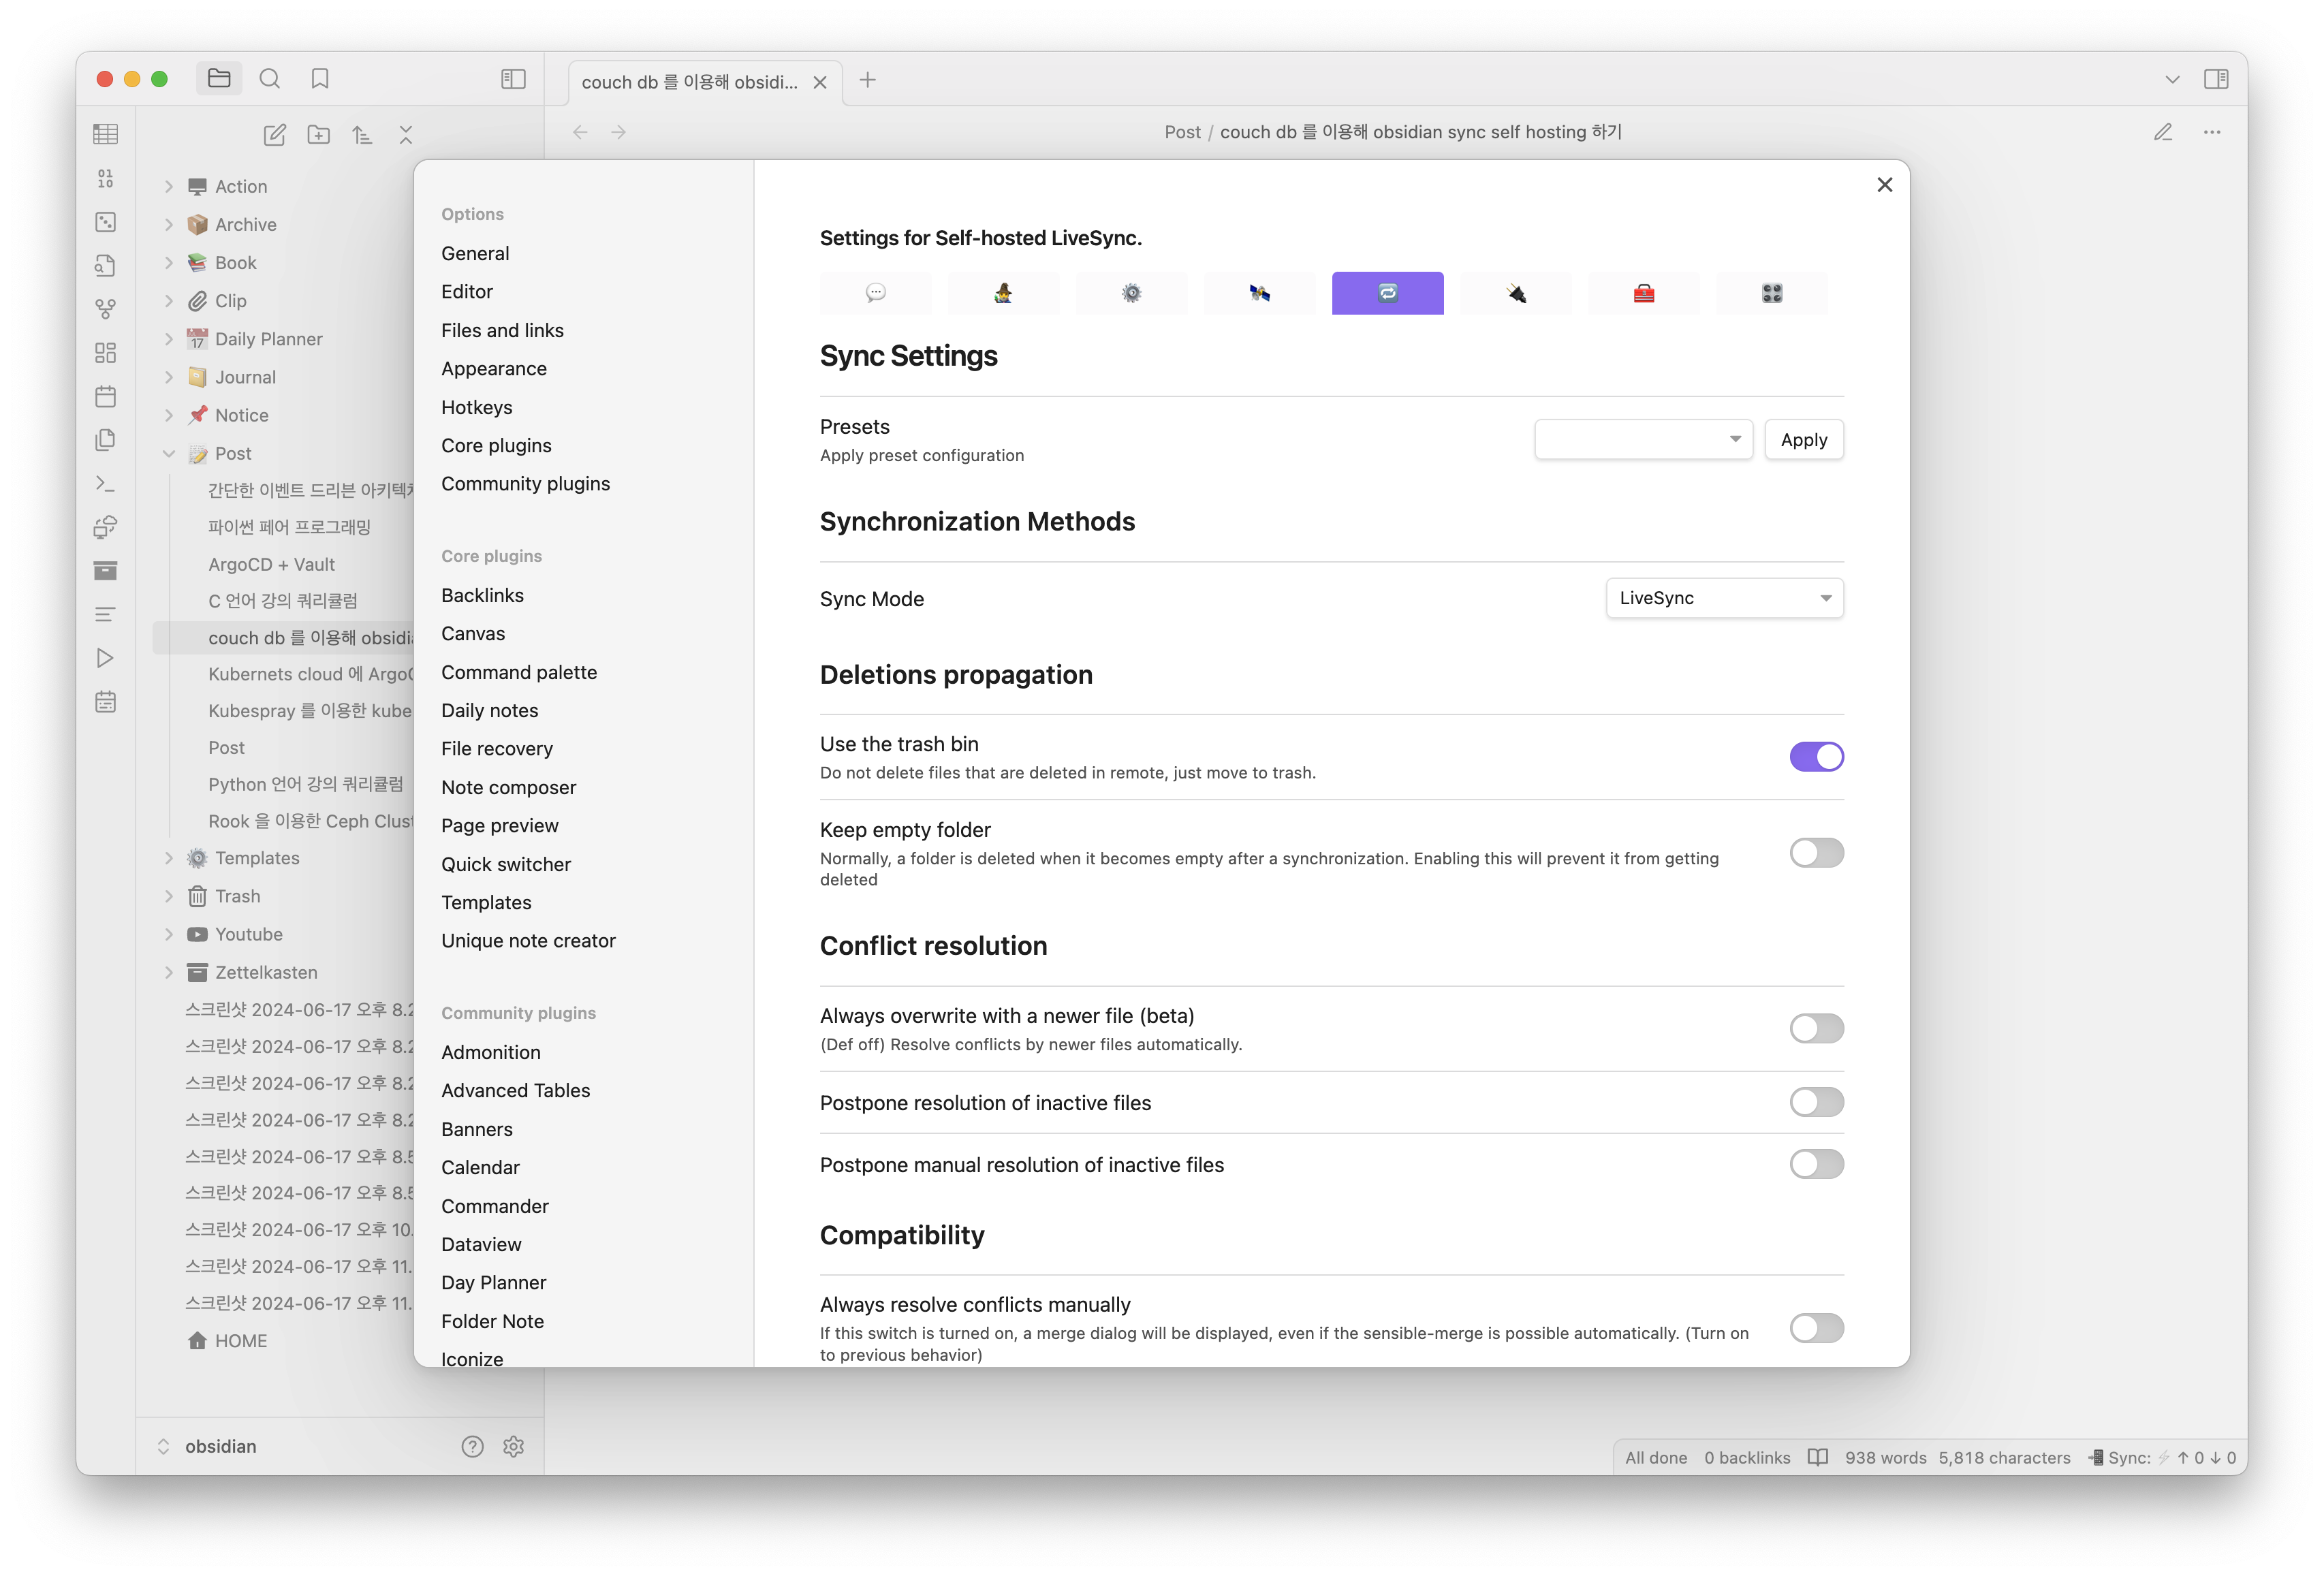 couch db 를 이용해 obsidi...
Post / couch db 를 이용해 obsidian sync self hosting 하기
Action
Archive
Book
Clip
Daily Planner
Journal
Notice
Post
간단한 이벤트 드리븐 아키텍
파이썬 페어 프로그래밍
ArgoCD + Vault
C 언어 강의 쿼리큘럼
couch db 를 이용해 obsidi
Kubernets cloud 에 Argo
Kubespray 를 이용한 kube
Post
Python 언어 강의 쿼리큘럼
Rook 을 이용한 Ceph Clus
Templates
Trash
Youtube
Zettelkasten
스크린샷 2024-06-17 오후 8.2
스크린샷 2024-06-17 오후 8.2
스크린샷 2024-06-17 오후 8.2
스크린샷 2024-06-17 오후 8.2
스크린샷 2024-06-17 오후 8.5
스크린샷 2024-06-17 오후 8.5
스크린샷 2024-06-17 오후 10.
스크린샷 2024-06-17 오후 11.
스크린샷 2024-06-17 오후 11.
HOME
obsidian
Options
General
Editor
Files and links
Appearance
Hotkeys
Core plugins
Community plugins
Core plugins
Backlinks
Canvas
Command palette
Daily notes
File recovery
Note composer
Page preview
Quick switcher
Templates
Unique note creator
Community plugins
Admonition
Advanced Tables
Banners
Calendar
Commander
Dataview
Day Planner
Folder Note
Iconize
Settings for Self-hosted LiveSync.
Sync Settings
Presets
Apply preset configuration
Apply
Synchronization Methods
Sync Mode
LiveSync
Deletions propagation
Use the trash bin
Do not delete files that are deleted in remote, just move to trash.
Keep empty folder
Normally, a folder is deleted when it becomes empty after a synchronization. Enabling this will prevent it from getting
deleted
Conflict resolution
Always overwrite with a newer file (beta)
(Def off) Resolve conflicts by newer files automatically.
Postpone resolution of inactive files
Postpone manual resolution of inactive files
Compatibility
Always resolve conflicts manually
If this switch is turned on, a merge dialog will be displayed, even if the sensible-merge is possible automatically. (Turn on
to previous behavior)
All done 0 backlinks 938 words 5,818 characters Sync: ⚡ ↑ 0 ↓ 0